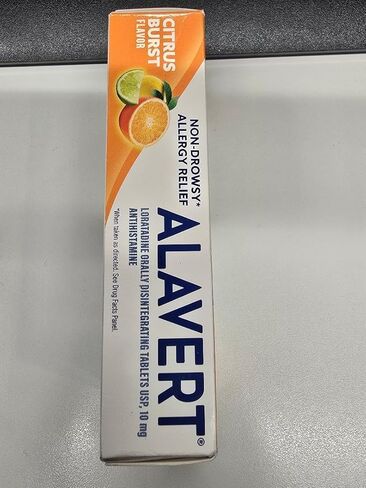 CITRUS
BURST
FLAVOR
NON-DROWSY*
ALLERGY RELIEF
ALAVERT®
LORATADINE ORALLY DISINTEGRATING TABLETS USP, 10 mg
ANTIHISTAMINE
*When taken as directed. See Drug Facts Panel.